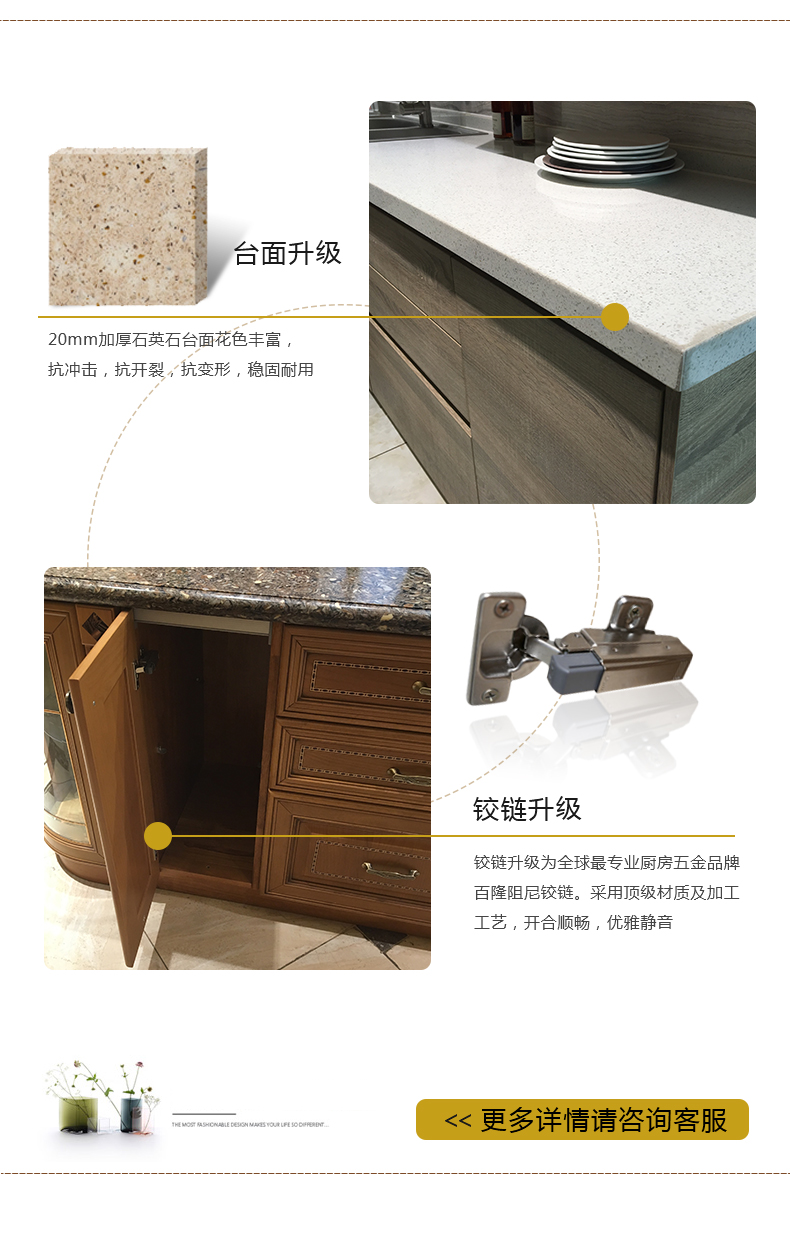 台面升级
20mm加厚石英石台面花色丰富，
抗冲击，抗开裂，抗变形，稳固耐用
铰链升级
铰链升级为全球最专业厨房五金品牌
百隆阻尼铰链。采用顶级材质及加工
工艺，开合顺畅，优雅静音
THE MOST FASHIONABLE DESIGN MAKES YOUR LIFE SO DIFFERENT...
<< 更多详情请咨询客服